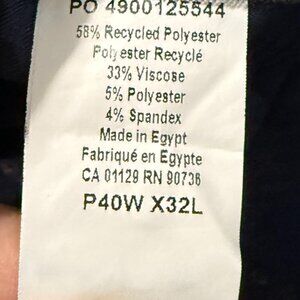 PO 4900125544
58% Recycled Polyester
Polyester Recyclé
33% Viscose
5% Polyester
4% Spandex
Made in Egypt
Fabriqué en Egypte
CA 01129 RN 90736
P40W X32L